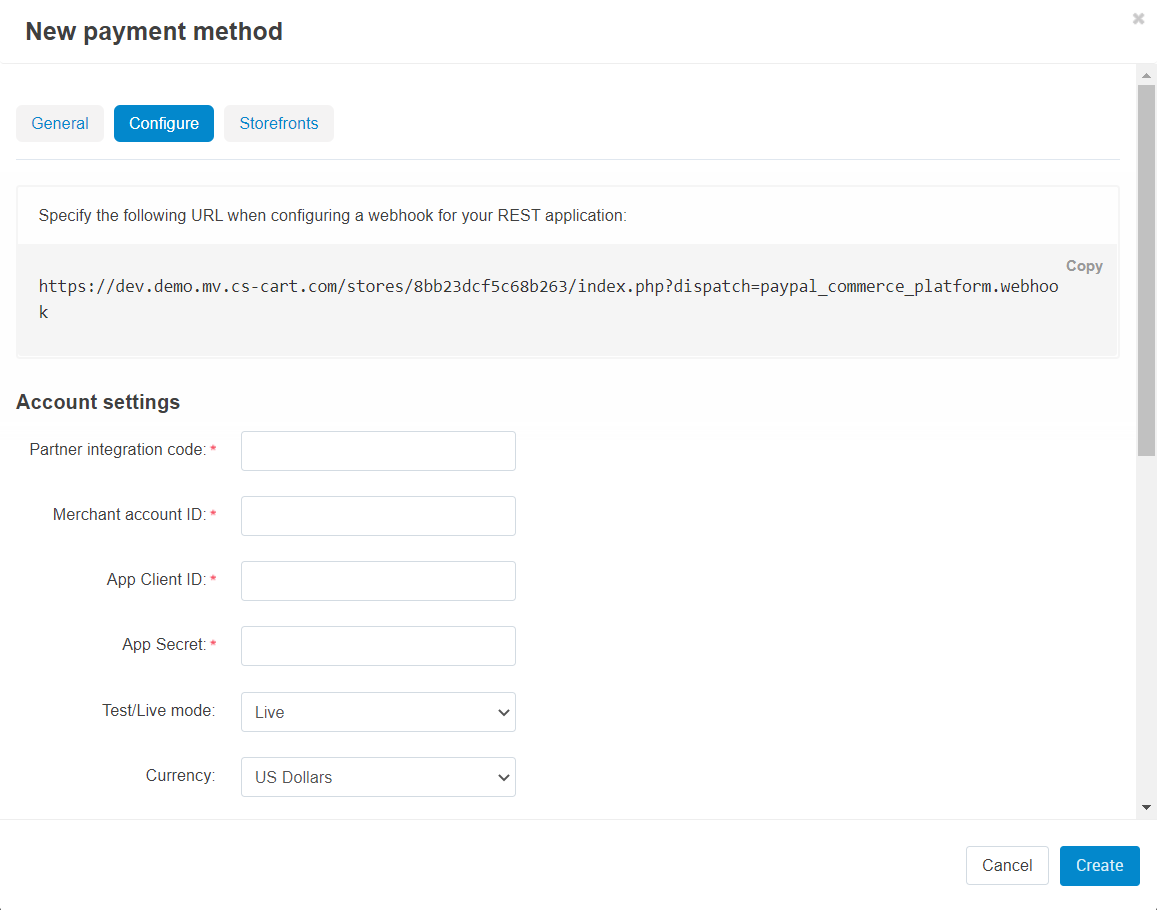 New payment method
General
Configure
Storefronts
Specify the following URL when configuring a webhook for your REST application:
Copy
https://dev.demo.mv.cs-cart.com/stores/8bb23dcf5c68b263/index.php?dispatch=paypal_commerce_platform.webhoo
k
Account settings
Partner integration code: *
Merchant account ID: *
App Client ID: *
App Secret: *
Test/Live mode:
Live
Currency:
US Dollars
Cancel
Create